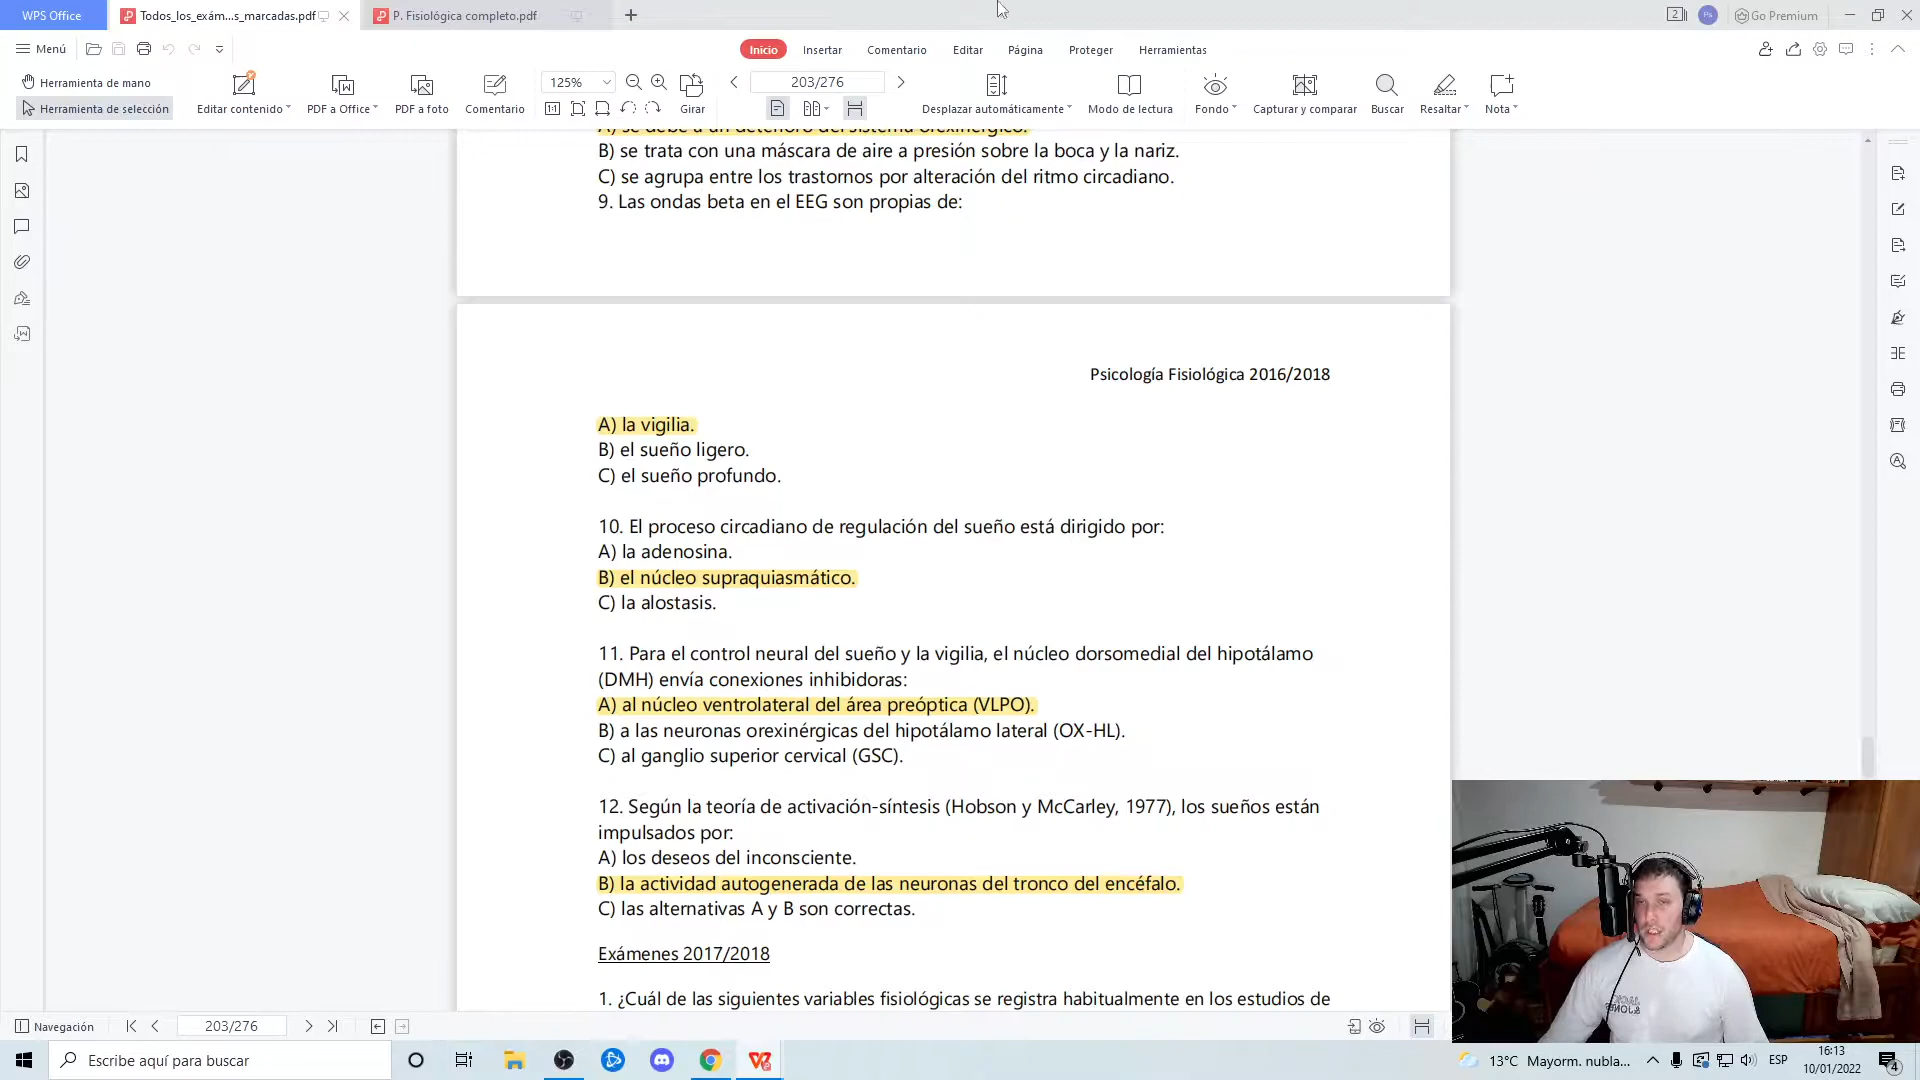 WPS Office
Todos_los_exám...s_marcadas.pdf
P. Fisiológica completo.pdf
2
Go Premium
Menú
Inicio
Insertar
Comentario
Editar
Página
Proteger
Herramientas
Herramienta de mano
Herramienta de selección
Editar contenido
PDF a Office
PDF a foto
Comentario
125%
Girar
203/276
Desplazar automáticamente
Modo de lectura
Fondo
Capturar y comparar
Buscar
Resaltar
Nota
A) se debe a un deterioro del sistema orexinérgico.
B) se trata con una máscara de aire a presión sobre la boca y la nariz.
C) se agrupa entre los trastornos por alteración del ritmo circadiano.
9. Las ondas beta en el EEG son propias de:
Psicología Fisiológica 2016/2018
A) la vigilia.
B) el sueño ligero.
C) el sueño profundo.
10. El proceso circadiano de regulación del sueño está dirigido por:
A) la adenosina.
B) el núcleo supraquiasmático.
C) la alostasis.
11. Para el control neural del sueño y la vigilia, el núcleo dorsomedial del hipotálamo
(DMH) envía conexiones inhibidoras:
A) al núcleo ventrolateral del área preóptica (VLPO).
B) a las neuronas orexinérgicas del hipotálamo lateral (OX-HL).
C) al ganglio superior cervical (GSC).
12. Según la teoría de activación-síntesis (Hobson y McCarley, 1977), los sueños están
impulsados por:
A) los deseos del inconsciente.
B) la actividad autogenerada de las neuronas del tronco del encéfalo.
C) las alternativas A y B son correctas.
Exámenes 2017/2018
1. ¿Cuál de las siguientes variables fisiológicas se registra habitualmente en los estudios de
Navegación
203/276
Escribe aquí para buscar
13°C Mayorm. nubla...
ESP
16:13
10/01/2022
4